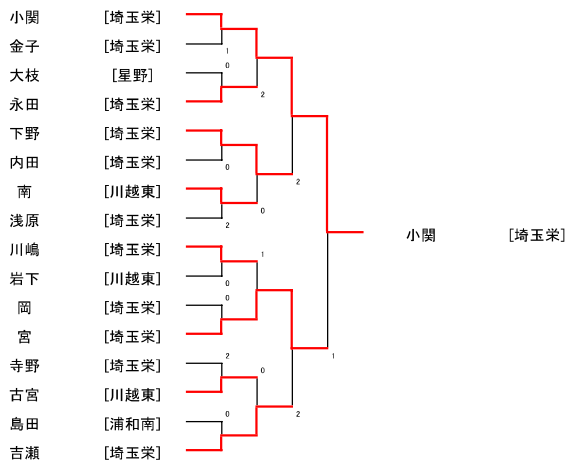 小関 [埼玉栄]
金子 [埼玉栄]
1
0
大枝 [星野]
2
永田 [埼玉栄]
下野 [埼玉栄]
内田 [埼玉栄]
0
2
南 [川越東]
0
浅原 [埼玉栄]
2
小関 [埼玉栄]
川嶋 [埼玉栄]
1
岩下 [川越東]
0
0
岡 [埼玉栄]
宮 [埼玉栄]
2
1
寺野 [埼玉栄]
0
古宮 [川越東]
0
2
島田 [浦和南]
吉瀬 [埼玉栄]